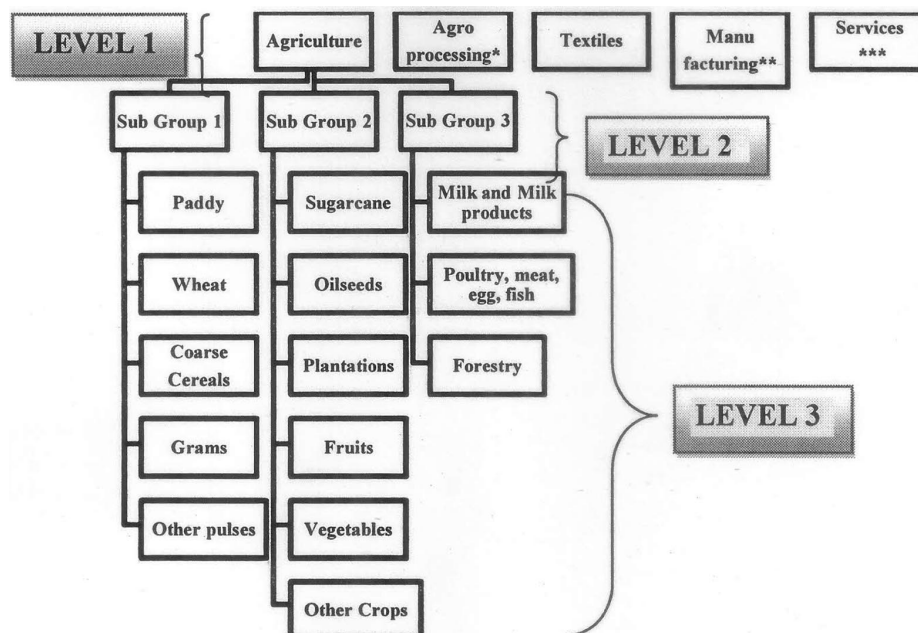 LEVEL 1
Agriculture
Agro
processing*
Textiles
Manu
facturing**
Services
***
Sub Group 1
Sub Group 2
Sub Group 3
LEVEL 2
Paddy
Sugarcane
Milk and Milk
products
Wheat
Oilseeds
Poultry, meat,
egg, fish
Coarse
Cereals
Plantations
Forestry
LEVEL 3
Grams
Fruits
Other pulses
Vegetables
Other Crops